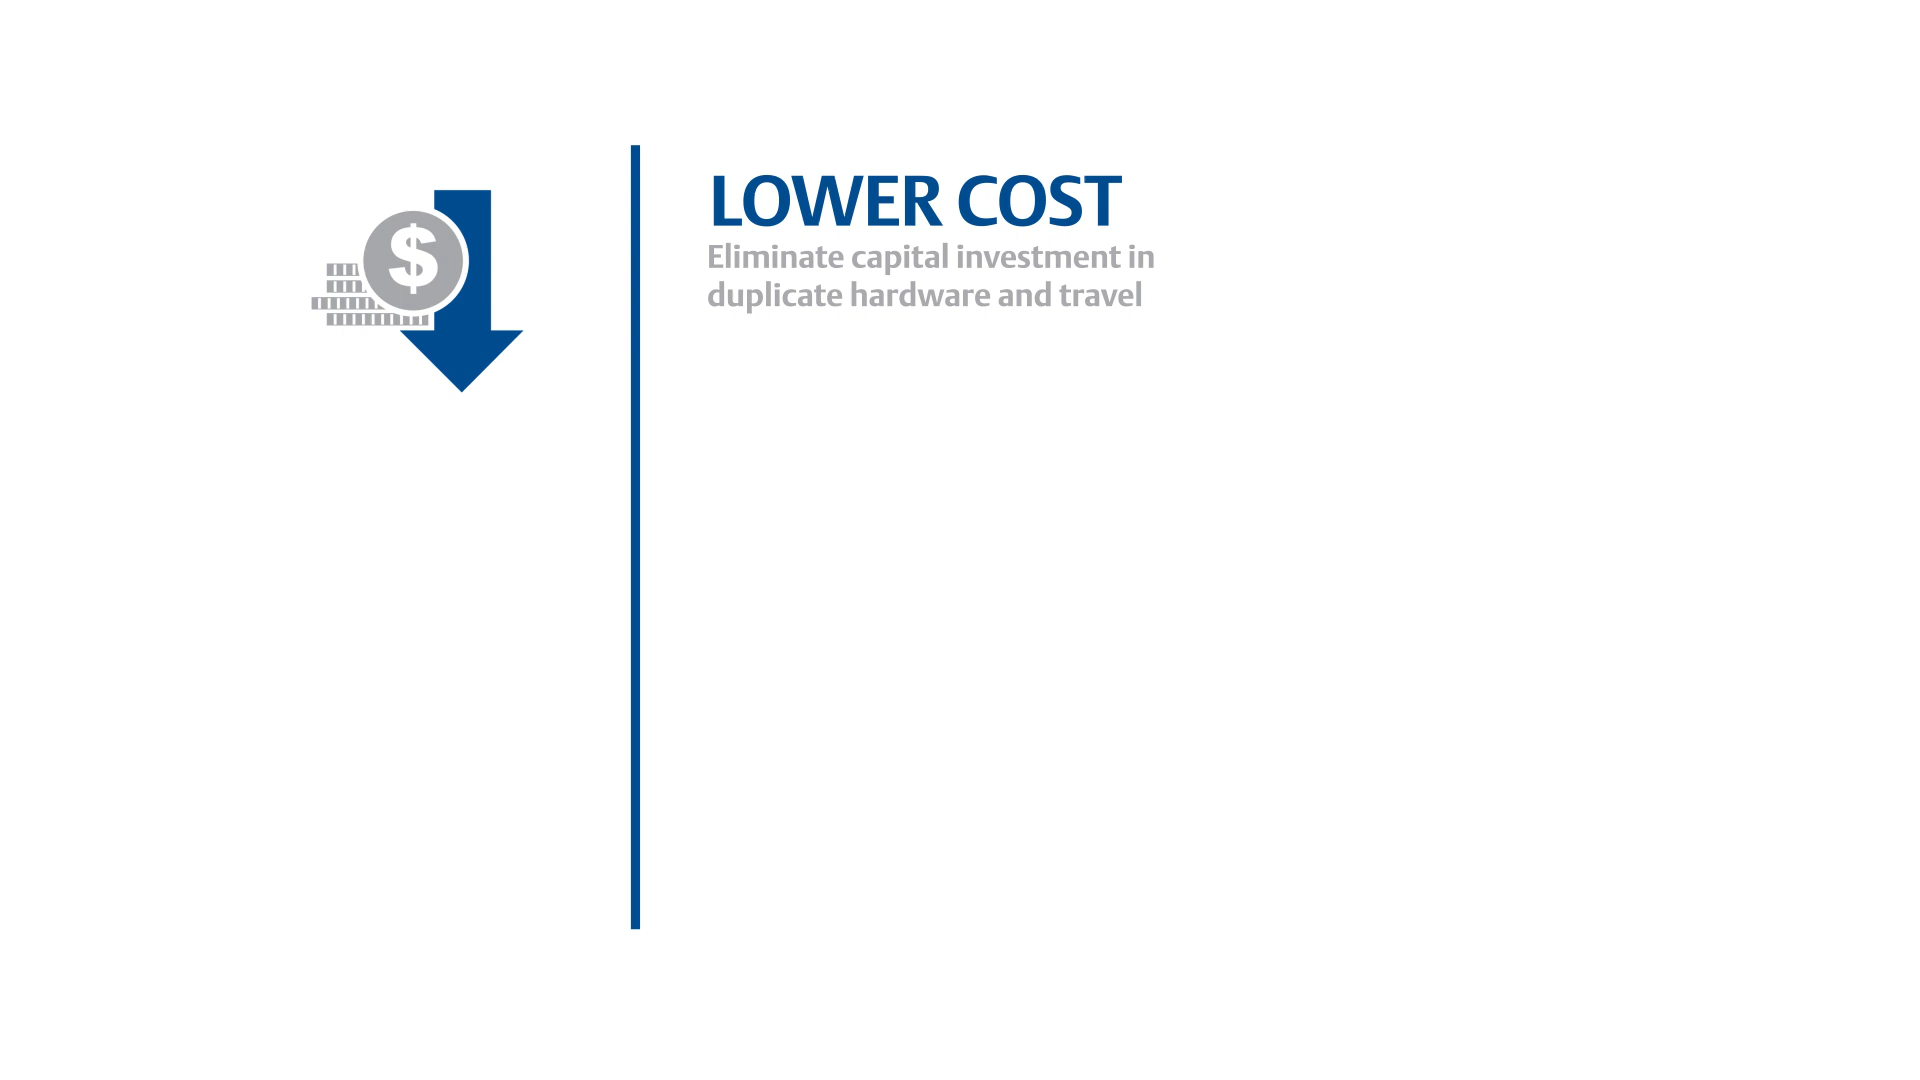 $
LOWER COST
Eliminate capital investment in
duplicate hardware and travel